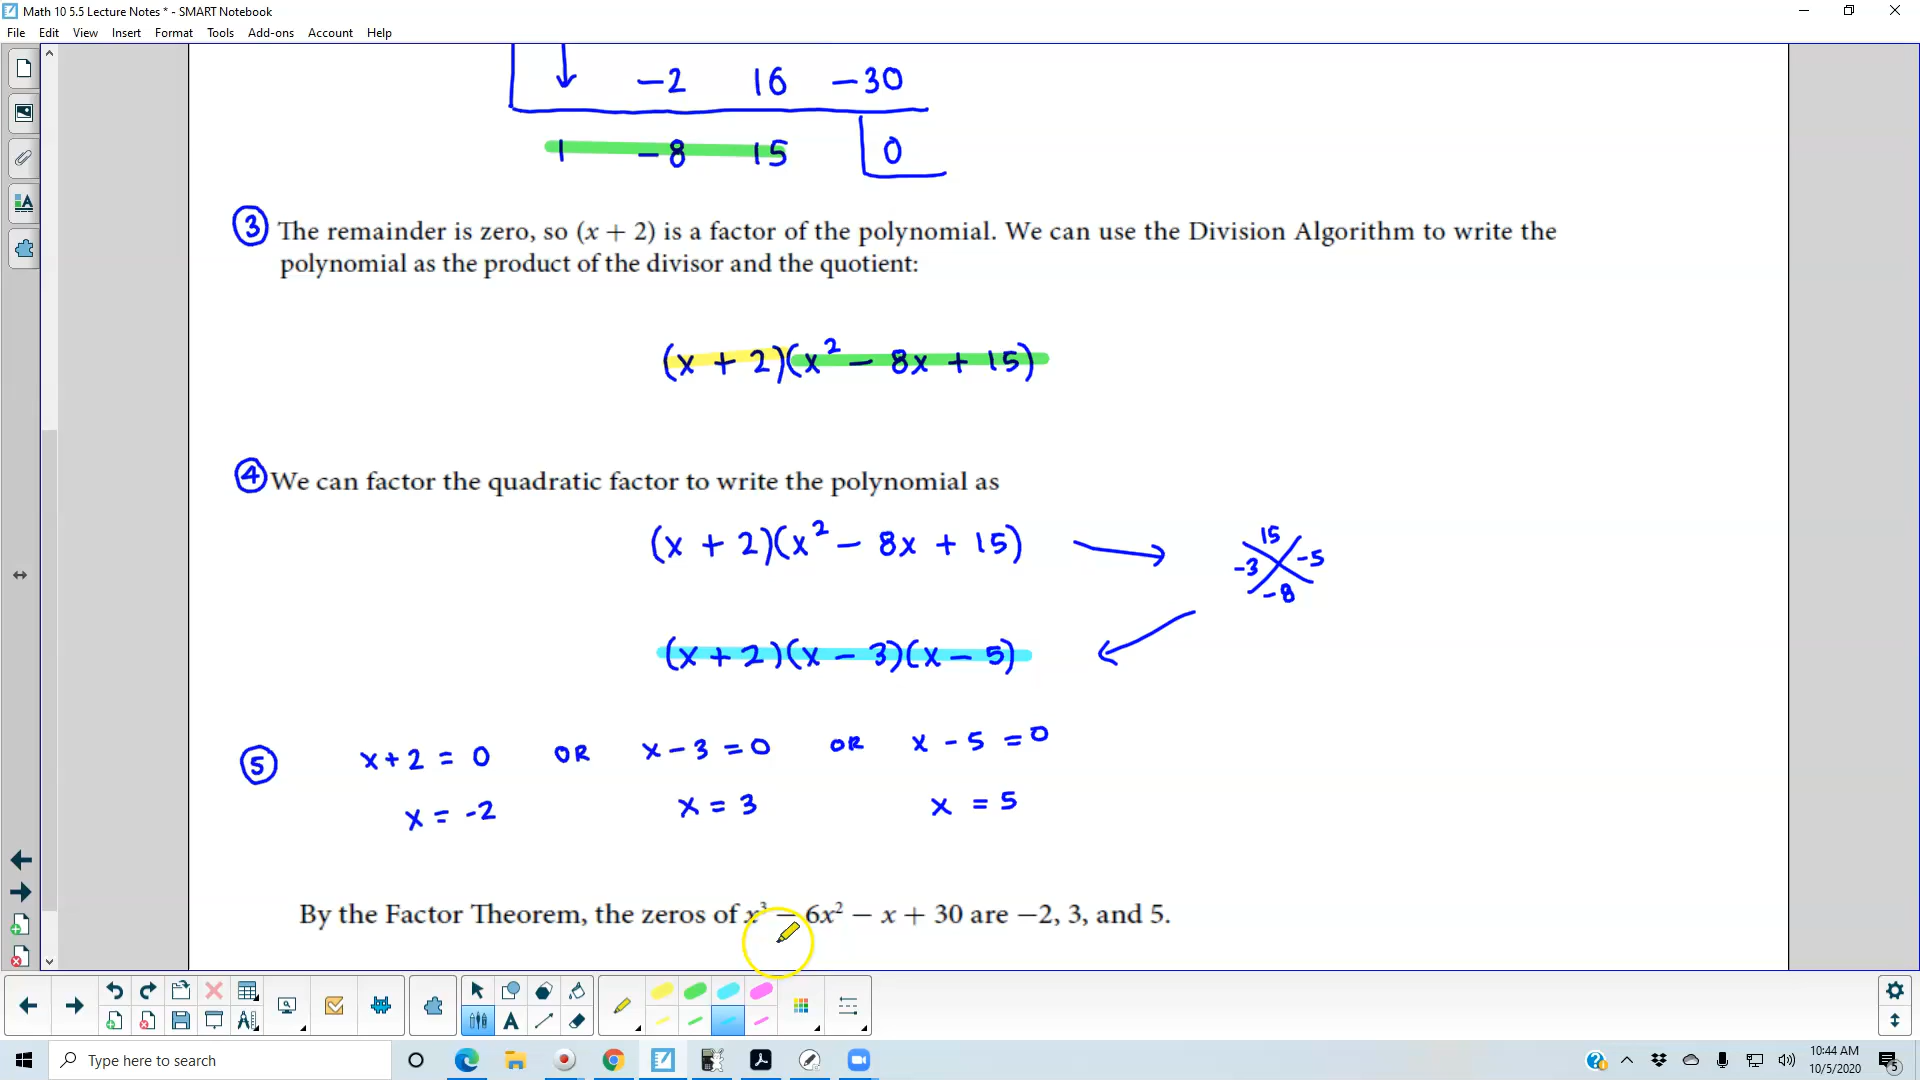 Math 10 5.5 Lecture Notes * - SMART Notebook
File Edit View Insert Format Tools Add-ons Account Help
-2 16 -30
1 -8 15 0
③ The remainder is zero, so (x + 2) is a factor of the polynomial. We can use the Division Algorithm to write the
polynomial as the product of the divisor and the quotient:
(x + 2)(x² - 8x + 15)
④ We can factor the quadratic factor to write the polynomial as
(x + 2)(x² - 8x + 15)
15
-3 -5
-8
(x + 2)(x - 3)(x - 5)
⑤ x + 2 = 0 OR x - 3 = 0 OR x - 5 = 0
x = -2 x = 3 x = 5
By the Factor Theorem, the zeros of x³ − 6x² − x + 30 are −2, 3, and 5.
Type here to search
10:44 AM
10/5/2020
5